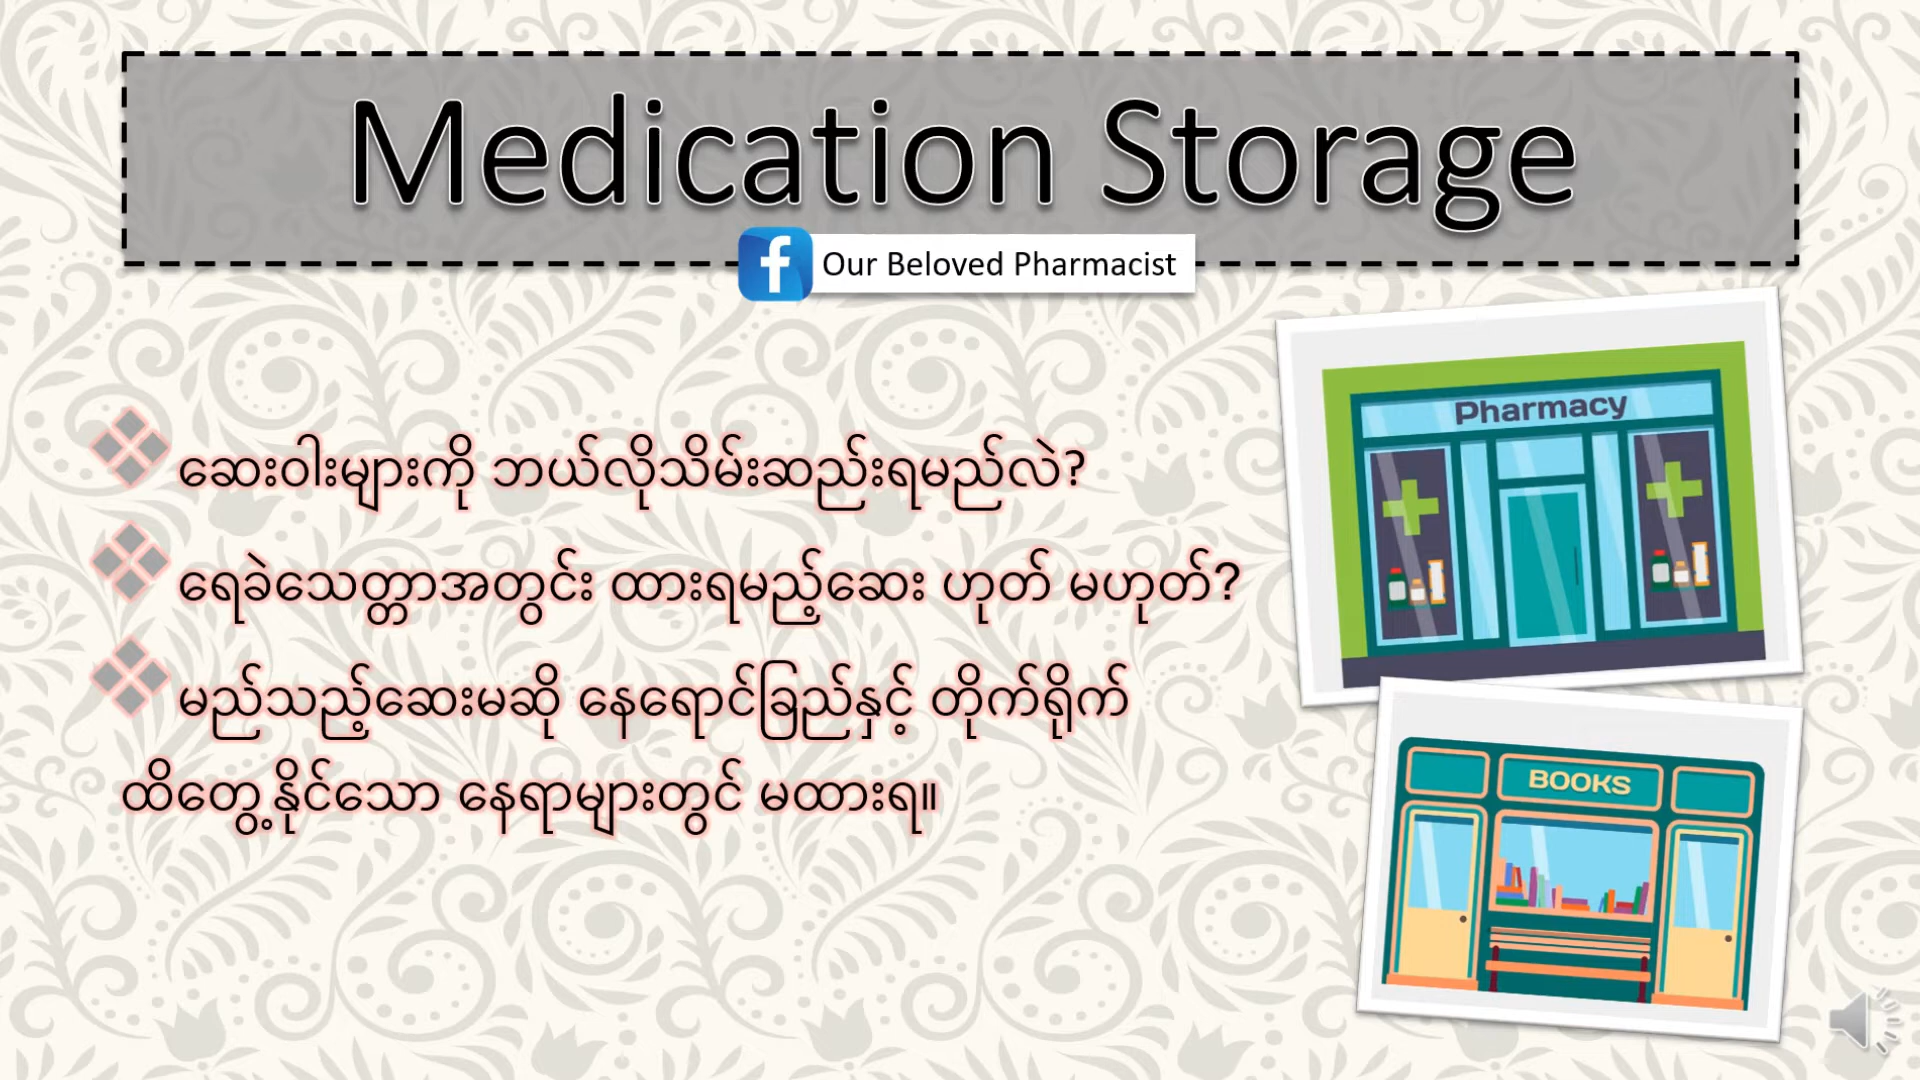 Medication Storage
Our Beloved Pharmacist
ဆေးဝါးများကို ဘယ်လိုသိမ်းဆည်းရမည်လဲ?
ရေခဲသေတ္တာအတွင်း ထားရမည့်ဆေး ဟုတ် မဟုတ်?
မည်သည့်ဆေးမဆို နေရောင်ခြည်နှင့် တိုက်ရိုက်
ထိတွေ့နိုင်သော နေရာများတွင် မထားရ။
Pharmacy
BOOKS